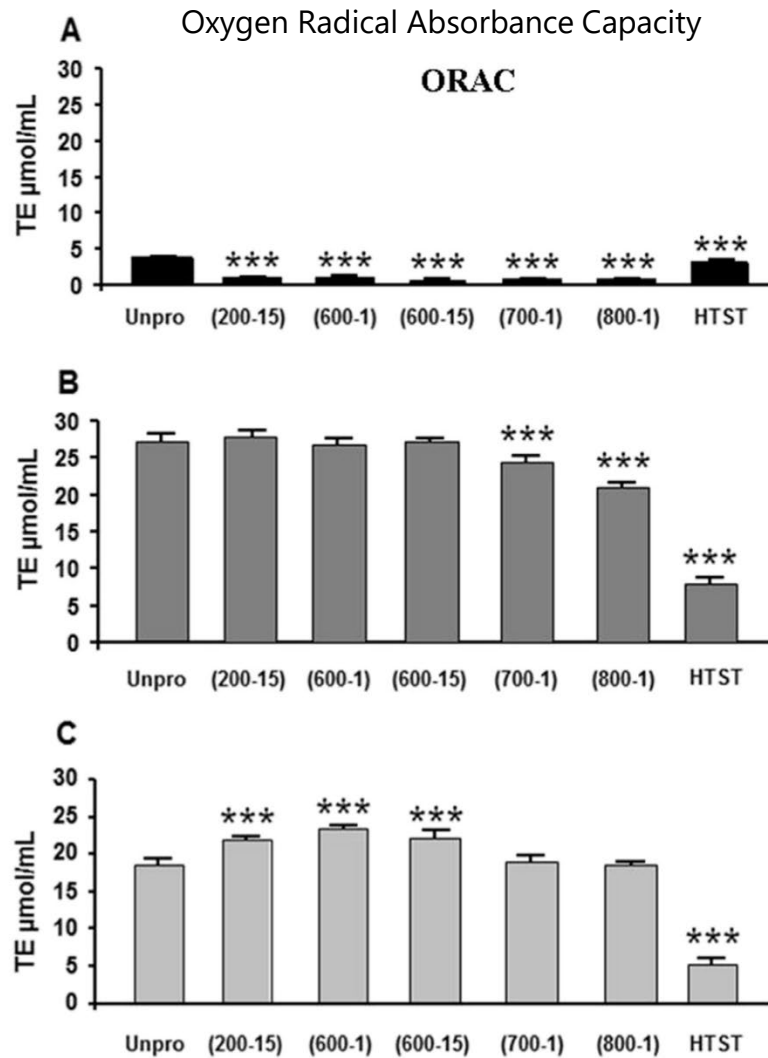 Oxygen Radical Absorbance Capacity
A
ORAC
TE µmol/mL
30
25
20
15
10
5
0
*** *** *** *** *** ***
Unpro (200-15) (600-1) (600-15) (700-1) (800-1) HTST
B
TE µmol/mL
30
25
20
15
10
5
0
*** *** ***
Unpro (200-15) (600-1) (600-15) (700-1) (800-1) HTST
C
TE µmol/mL
30
25
20
15
10
5
0
*** *** *** ***
Unpro (200-15) (600-1) (600-15) (700-1) (800-1) HTST